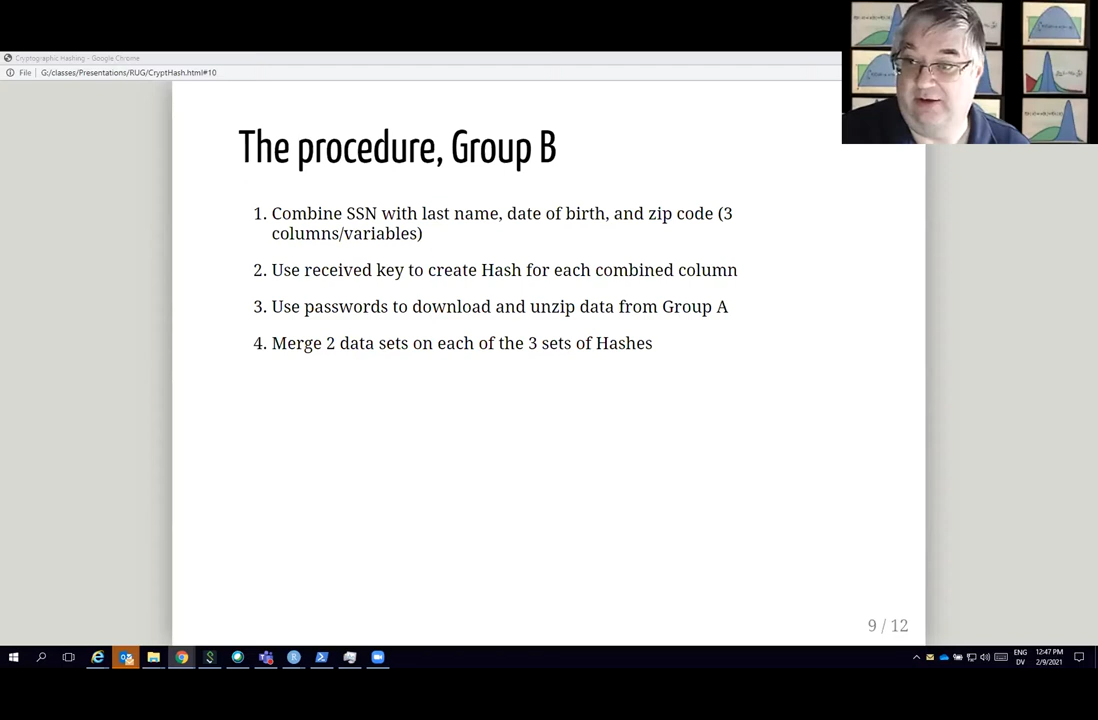 Cryptographic Hashing - Google Chrome
File
G:/classes/Presentations/RUG/CryptHash.html#10
The procedure, Group B
1. Combine SSN with last name, date of birth, and zip code (3
columns/variables)
2. Use received key to create Hash for each combined column
3. Use passwords to download and unzip data from Group A
4. Merge 2 data sets on each of the 3 sets of Hashes
9 / 12
ENG
DV
12:47 PM
2/9/2021